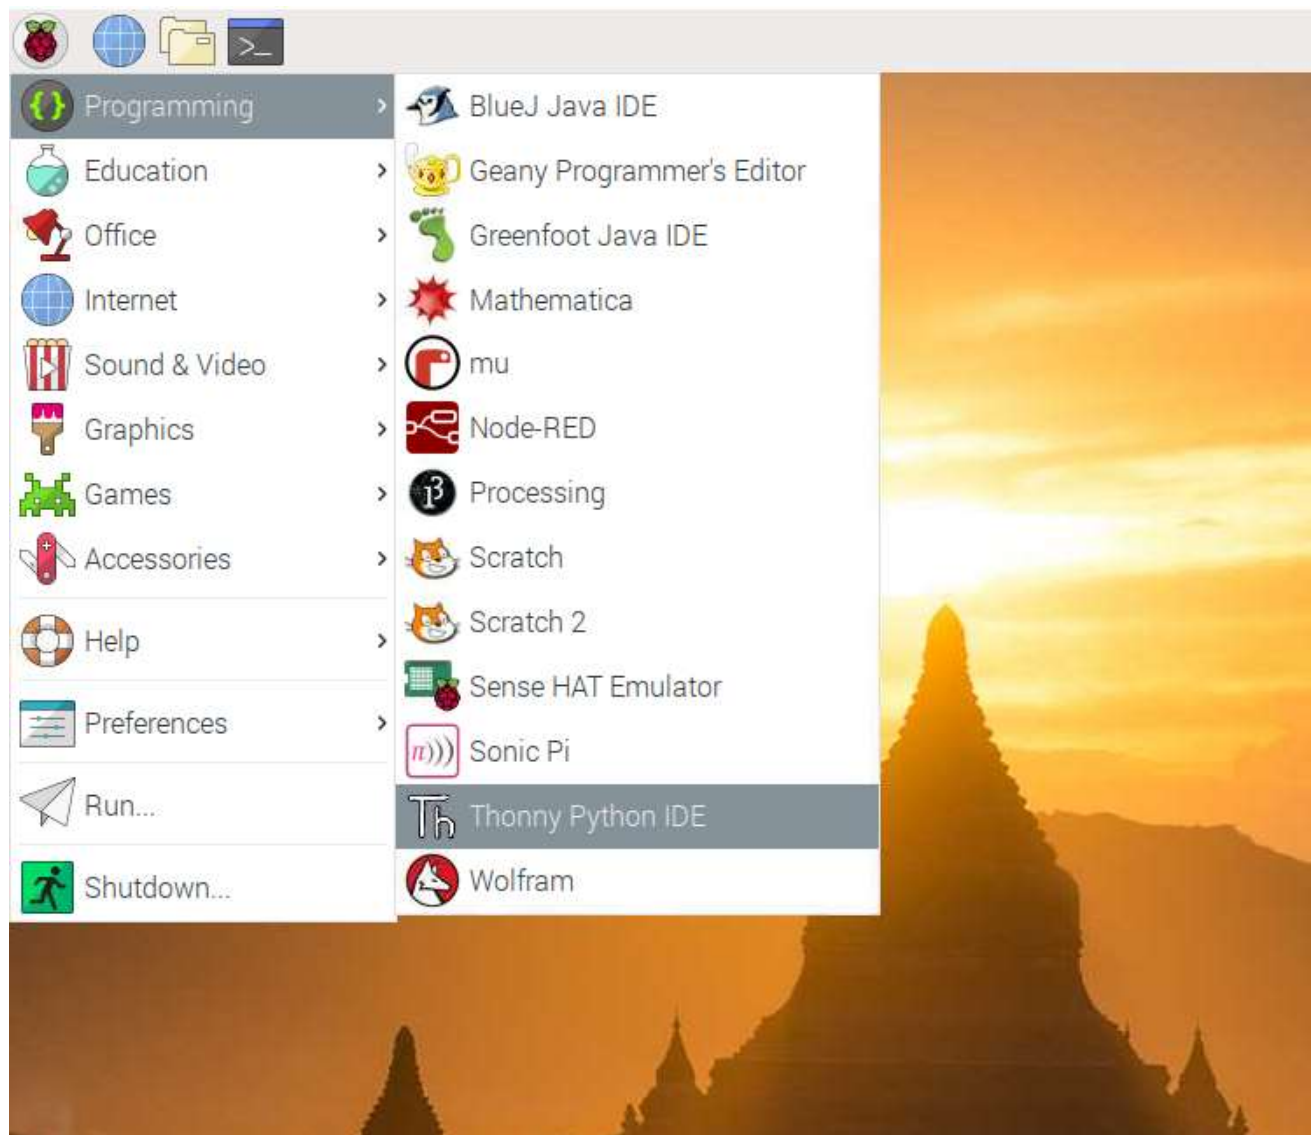 Programming
Education
Office
Internet
Sound & Video
Graphics
Games
Accessories
Help
Preferences
Run...
Shutdown...
BlueJ Java IDE
Geany Programmer's Editor
Greenfoot Java IDE
Mathematica
mu
Node-RED
Processing
Scratch
Scratch 2
Sense HAT Emulator
Sonic Pi
Thonny Python IDE
Wolfram